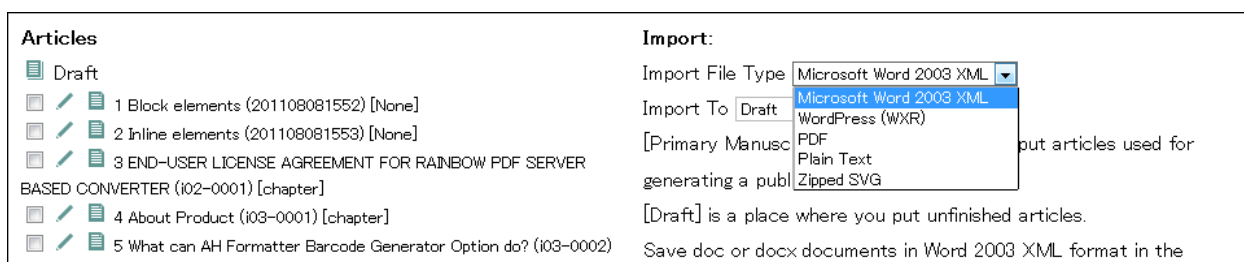 Articles
Draft
1 Block elements (201108081552) [None]
2 Inline elements (201108081553) [None]
3 END-USER LICENSE AGREEMENT FOR RAINBOW PDF SERVER
BASED CONVERTER (i02-0001) [chapter]
4 About Product (i03-0001) [chapter]
5 What can AH Formatter Barcode Generator Option do? (i03-0002)
Import:
Import File Type Microsoft Word 2003 XML
Microsoft Word 2003 XML
Import To Draft
WordPress (WXR)
[Primary Manusc put articles used for
PDF
Plain Text
generating a publ
Zipped SVG
[Draft] is a place where you put unfinished articles.
Save doc or docx documents in Word 2003 XML format in the